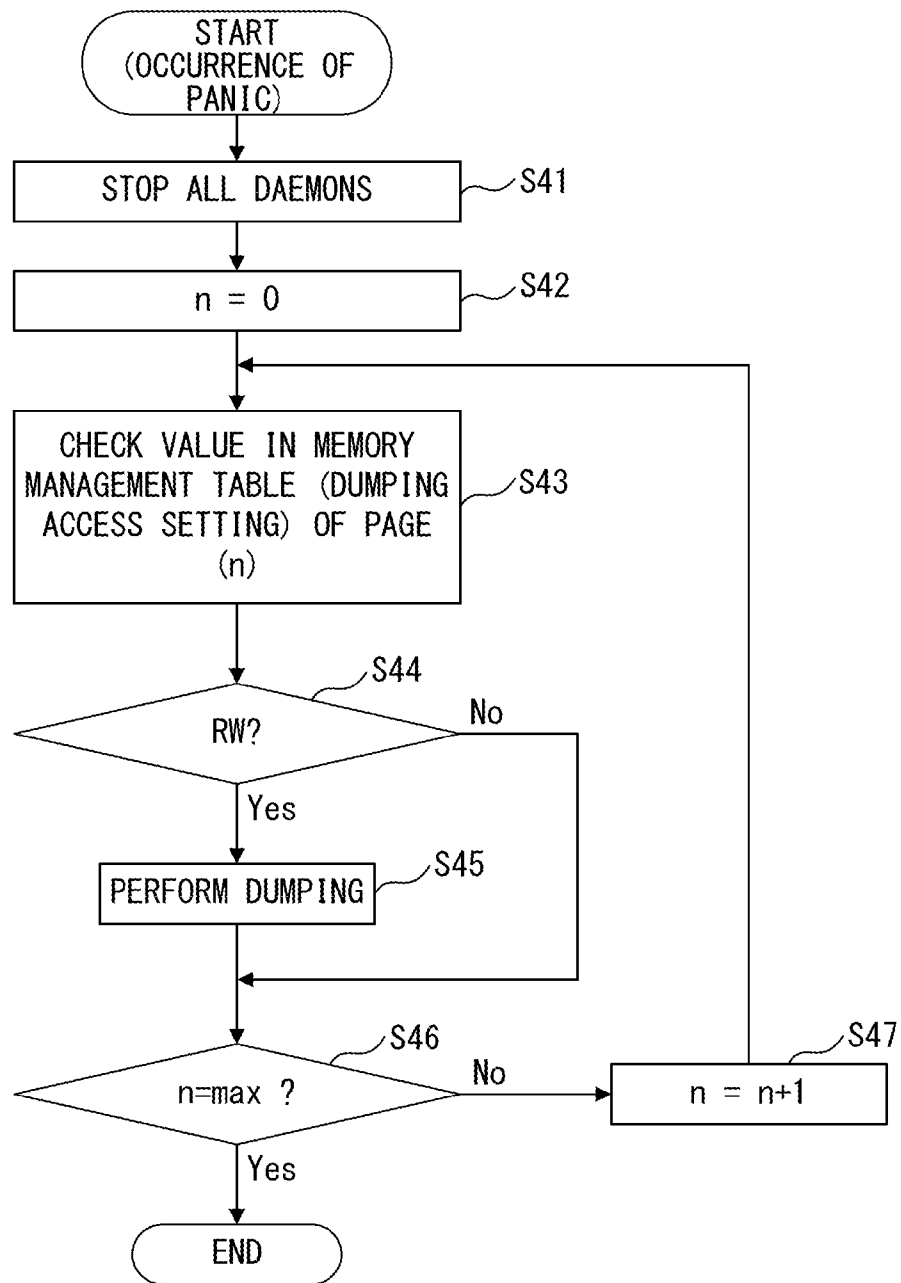 START
(OCCURRENCE OF
PANIC)
STOP ALL DAEMONS
S41
n = 0
S42
CHECK VALUE IN MEMORY
MANAGEMENT TABLE (DUMPING
ACCESS SETTING) OF PAGE
(n)
S43
S44
RW?
No
Yes
PERFORM DUMPING
S45
S46
n=max ?
No
S47
n = n+1
Yes
END